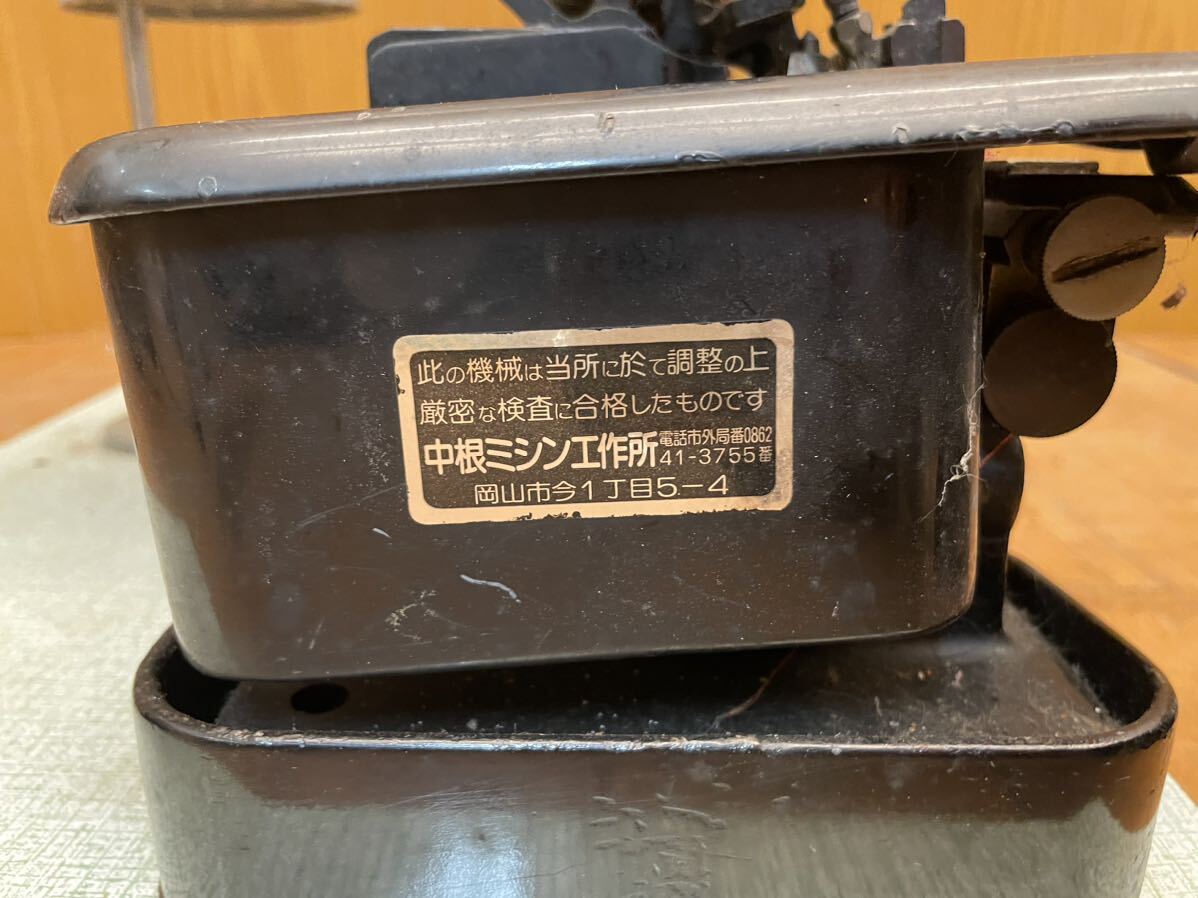 此の機械は当所に於て調整の上
厳密な検査に合格したものです
中根ミシン工作所 電話市外局番0862
41-3755番
岡山市今1丁目5-4